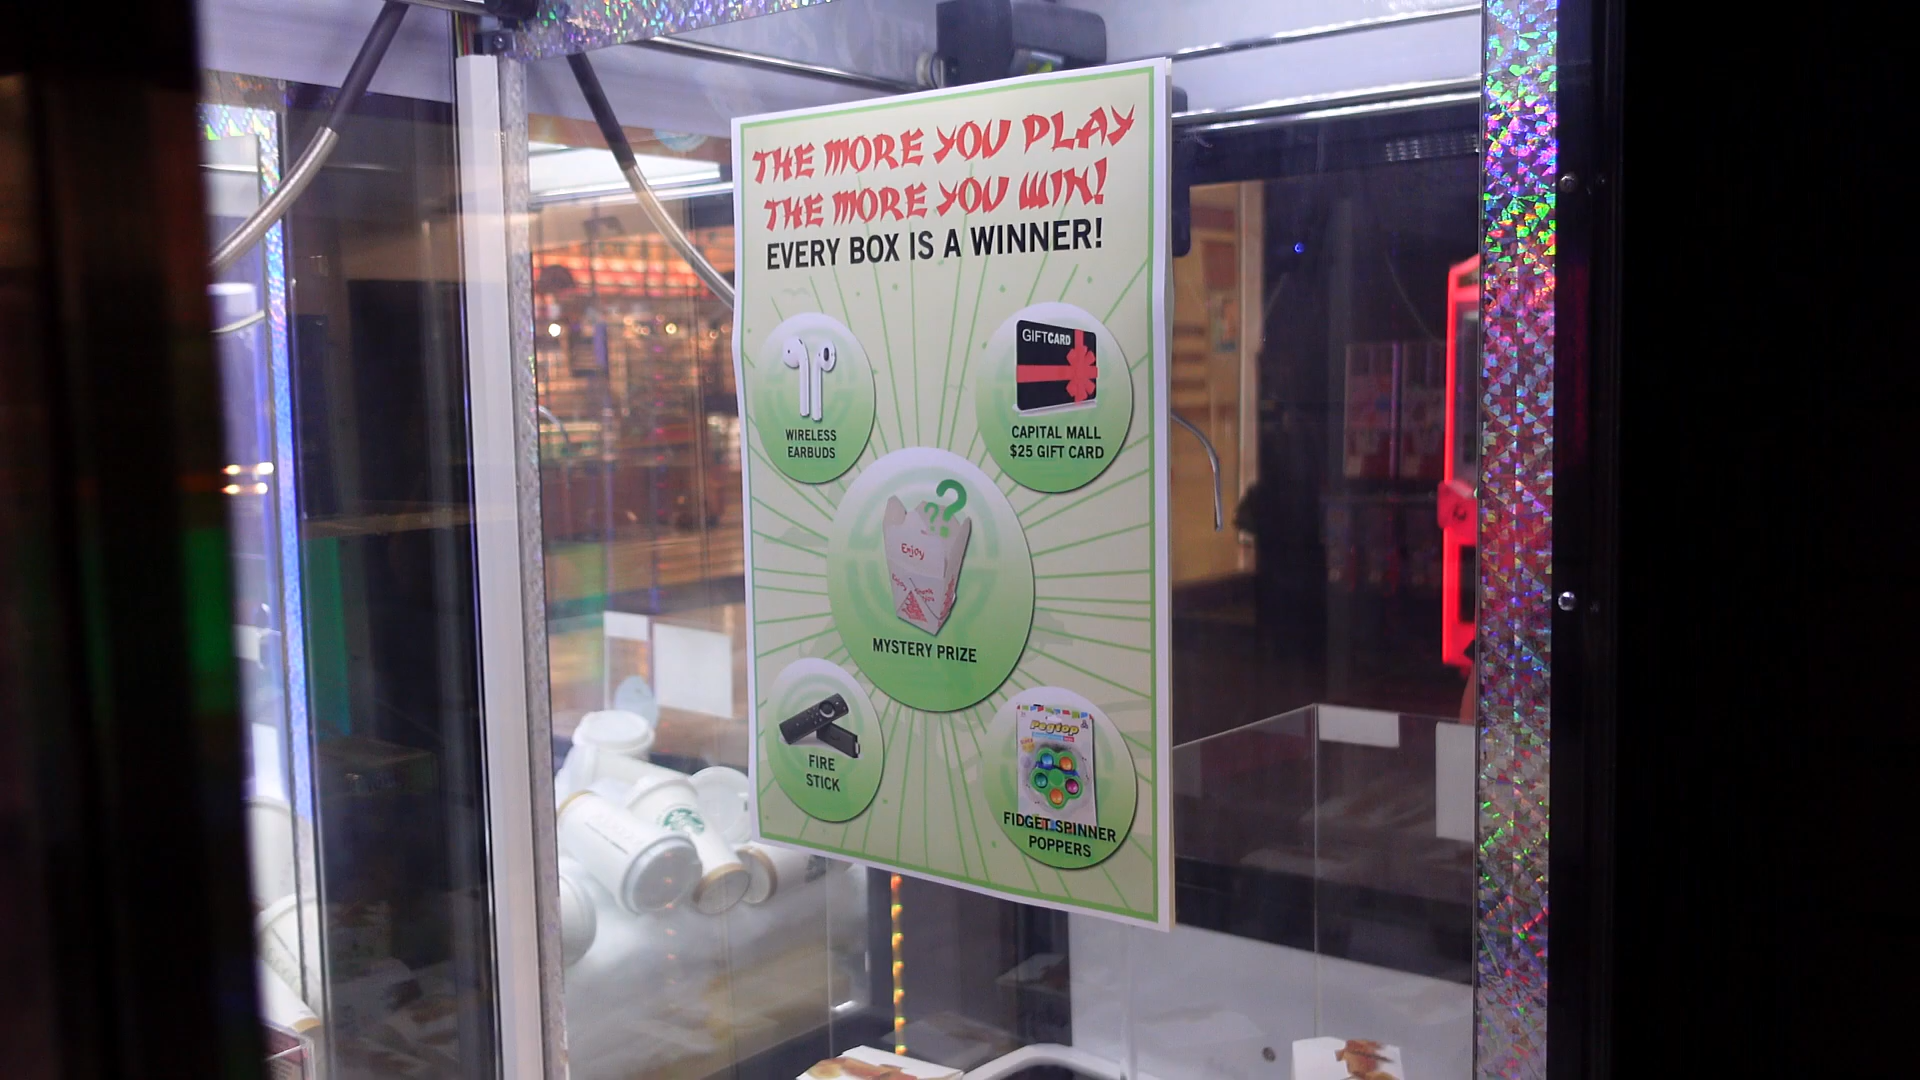 THE MORE YOU PLAY
THE MORE YOU WIN!
EVERY BOX IS A WINNER!
WIRELESS
EARBUDS
GIFTCARD
CAPITAL MALL
$25 GIFT CARD
??
Enjoy
MYSTERY PRIZE
FIRE
STICK
PegTop
FIDGET SPINNER
POPPERS